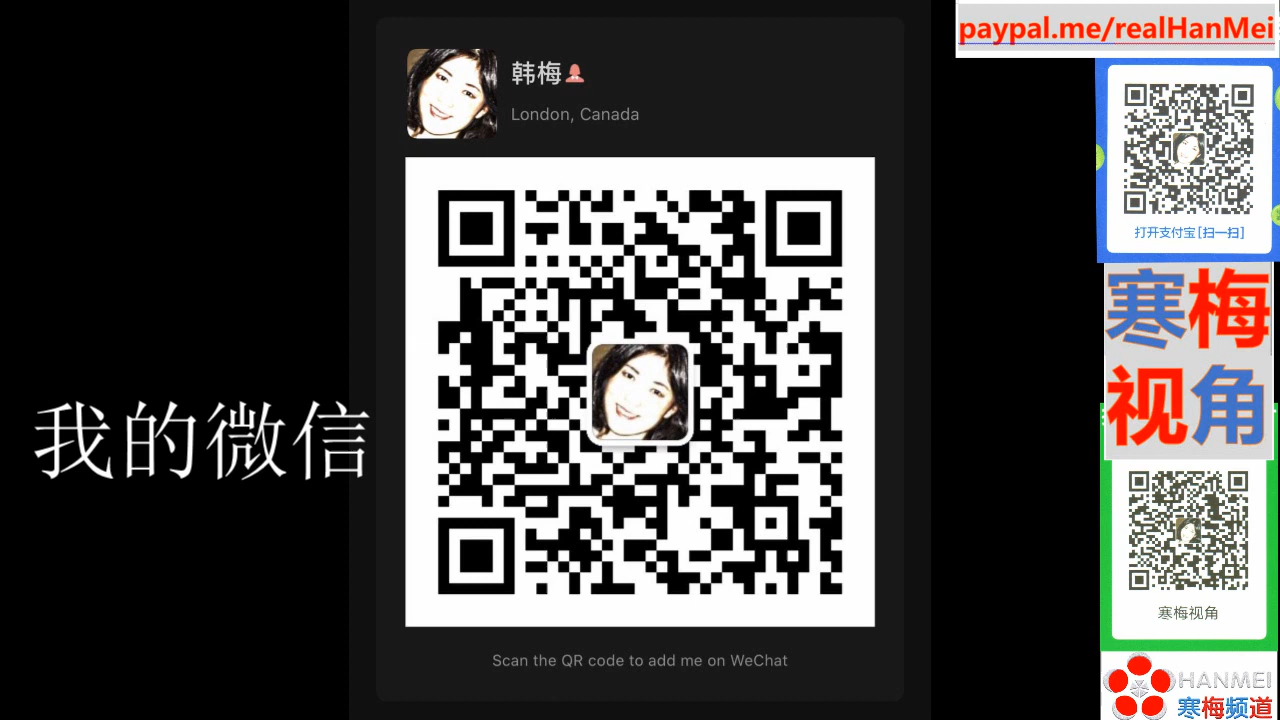 paypal.me/realHanMei
韩梅
London, Canada
打开支付宝[扫一扫]
寒梅
视角
我的微信
寒梅视角
Scan the QR code to add me on WeChat
HANMEI
寒梅频道